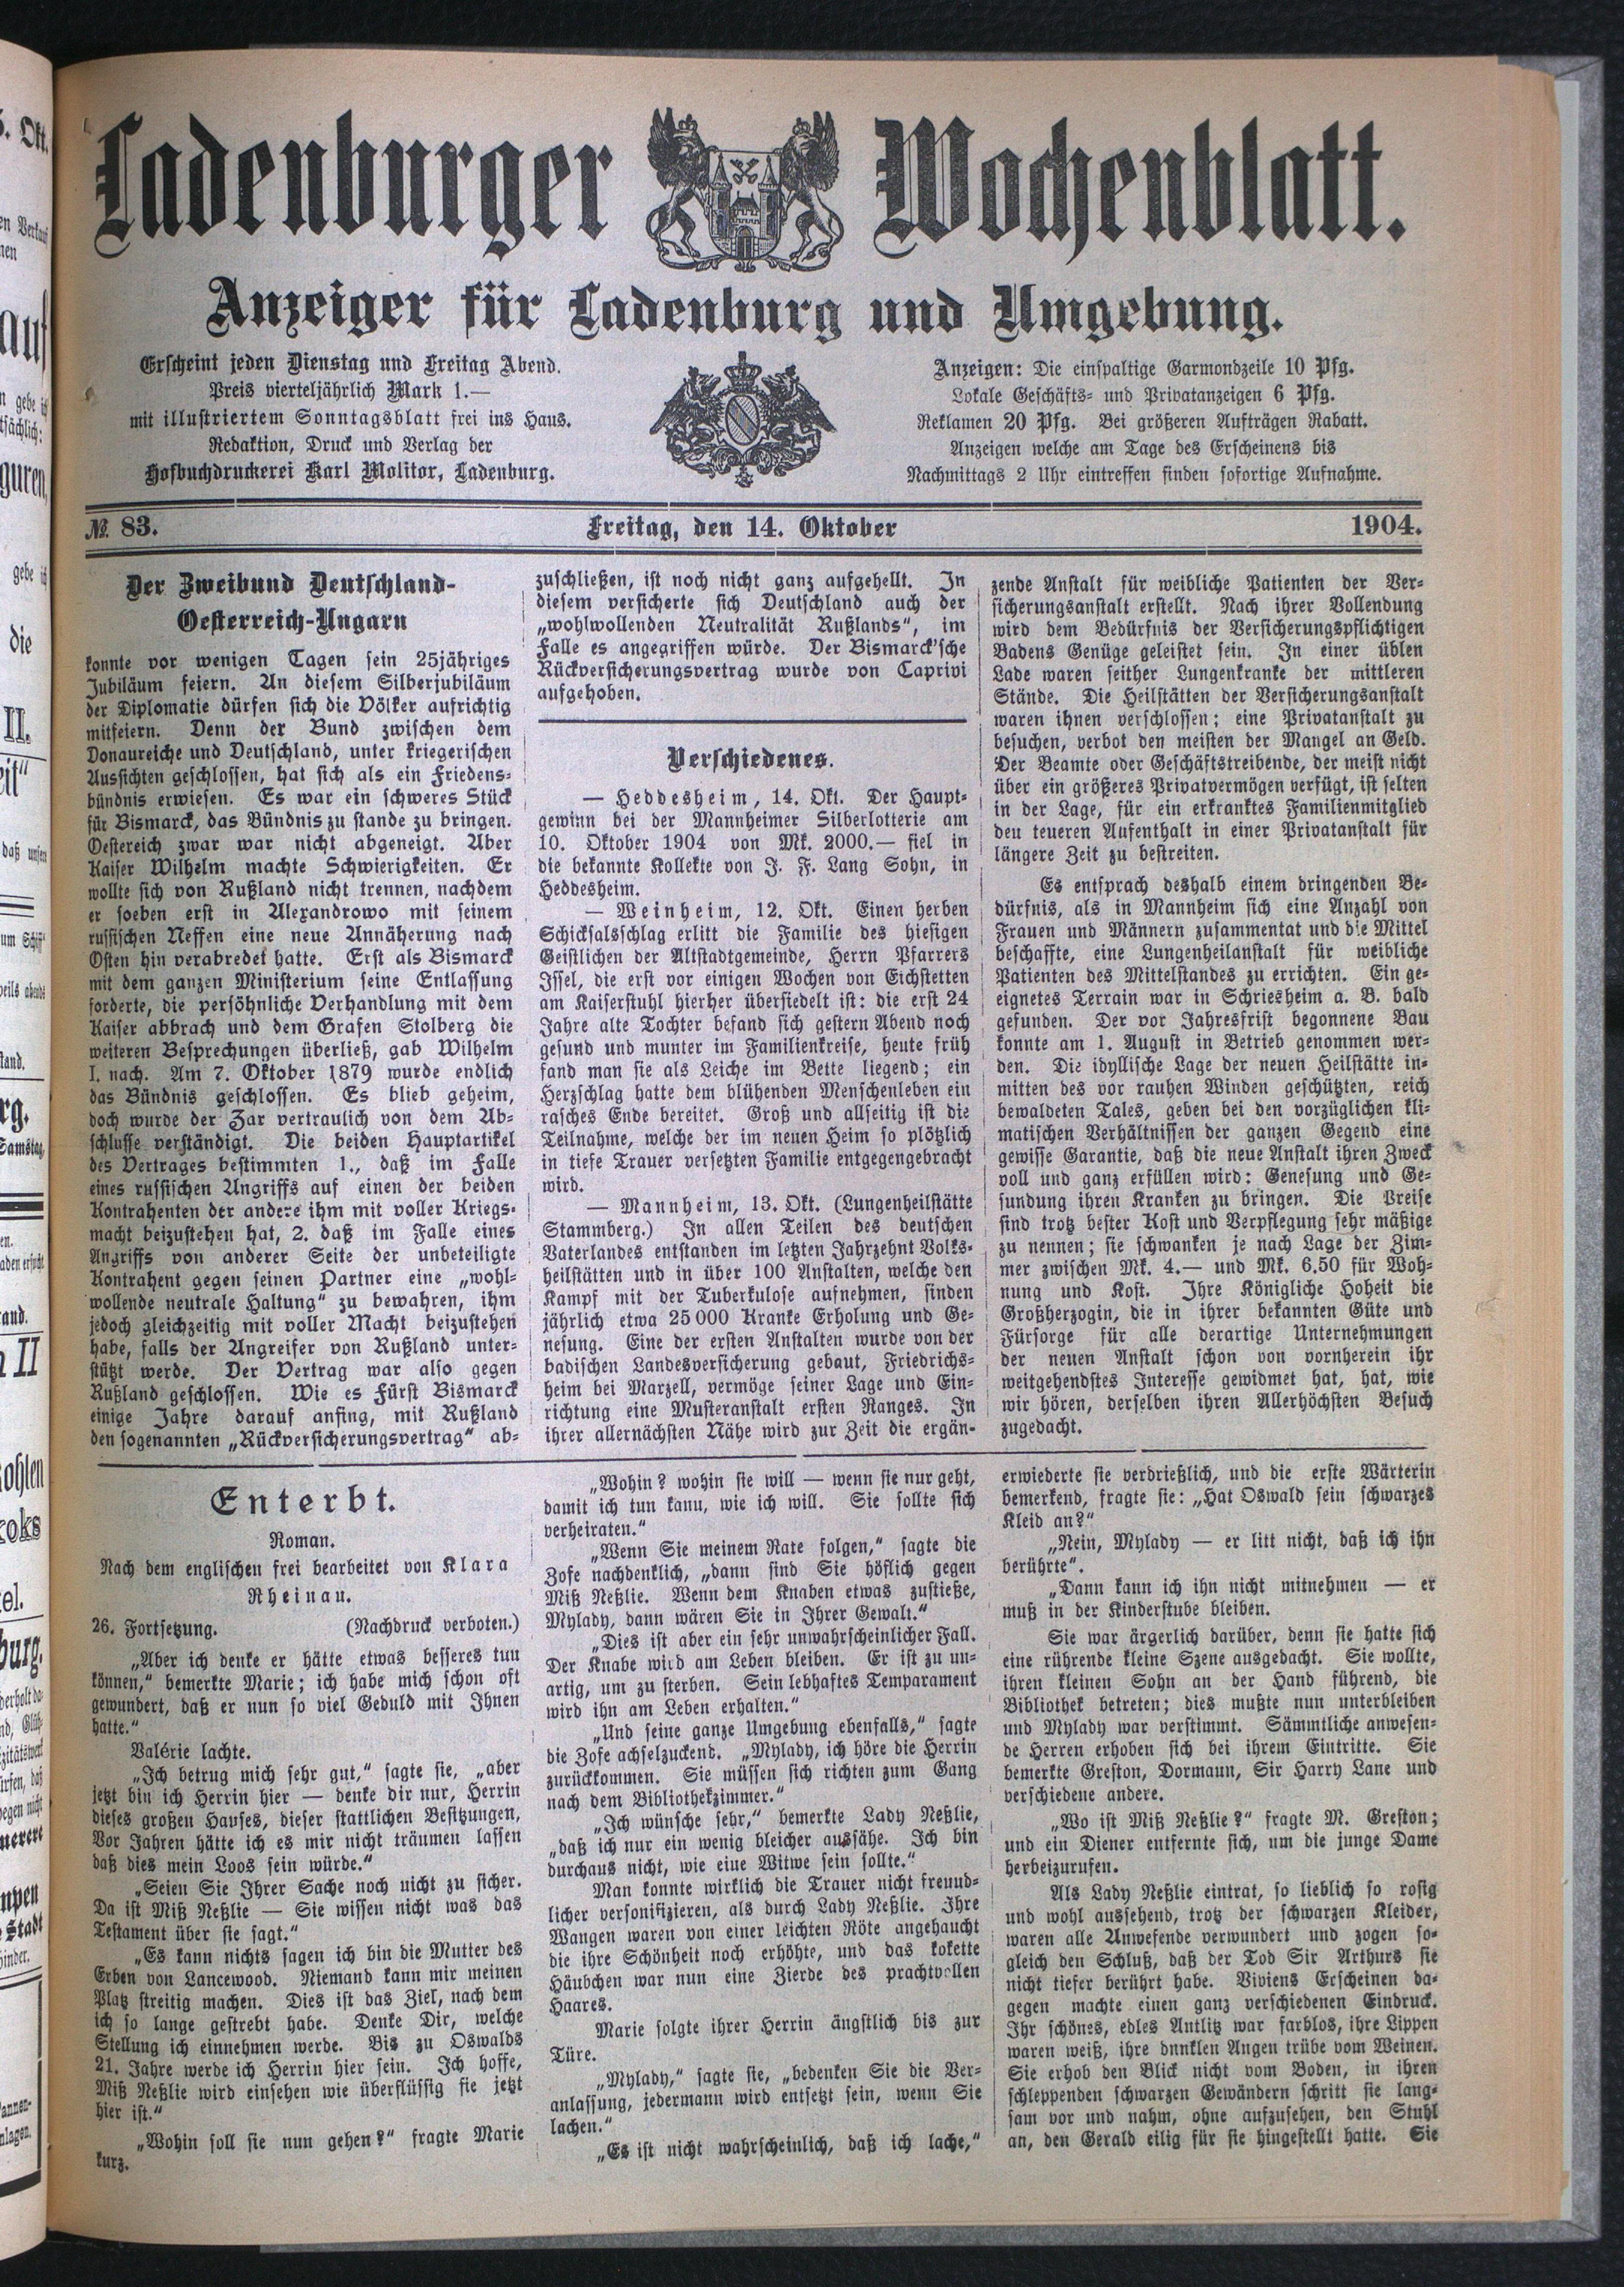 Ladenburger Wochenblatt.
Anzeiger für Ladenburg und Umgebung.
Erscheint jeden Dienstag und Freitag Abend.
Preis vierteljährlich Mark 1.—
mit illustriertem Sonntagsblatt frei ins Haus.
Redaktion, Druck und Verlag der
Hofbuchdruckerei Karl Molitor, Ladenburg.
Anzeigen: Die einspaltige Garmondzeile 10 Pfg.
Lokale Geschäfts- und Privatanzeigen 6 Pfg.
Reklamen 20 Pfg. Bei größeren Aufträgen Rabatt.
Anzeigen welche am Tage des Erscheinens bis
Nachmittags 2 Uhr eintreffen finden sofortige Aufnahme.
№ 83. Freitag, den 14. Oktober 1904.
Der Zweibund Deutschland-
Oesterreich-Ungarn
konnte vor wenigen Tagen sein 25jähriges
Jubiläum feiern. An diesem Silberjubiläum
der Diplomatie dürfen sich die Völker aufrichtig
mitfeiern. Denn der Bund zwischen dem
Donaureiche und Deutschland, unter kriegerischen
Aussichten geschlossen, hat sich als ein Friedens-
bündnis erwiesen. Es war ein schweres Stück
für Bismarck, das Bündnis zu stande zu bringen.
Oestereich zwar war nicht abgeneigt. Aber
Kaiser Wilhelm machte Schwierigkeiten. Er
wollte sich von Rußland nicht trennen, nachdem
er soeben erst in Alexandrowo mit seinem
russischen Neffen eine neue Annäherung nach
Osten hin verabredet hatte. Erst als Bismarck
mit dem ganzen Ministerium seine Entlassung
forderte, die persöhnliche Verhandlung mit dem
Kaiser abbrach und dem Grafen Stolberg die
weiteren Besprechungen überließ, gab Wilhelm
I. nach. Am 7. Oktober 1879 wurde endlich
das Bündnis geschlossen. Es blieb geheim,
doch wurde der Zar vertraulich von dem Ab-
schlusse verständigt. Die beiden Hauptartikel
des Vertrages bestimmten 1., daß im Falle
eines russischen Angriffs auf einen der beiden
Kontrahenten der andere ihm mit voller Kriegs-
macht beizustehen hat, 2. daß im Falle eines
Angriffs von anderer Seite der unbeteiligte
Kontrahent gegen seinen Partner eine „wohl-
wollende neutrale Haltung“ zu bewahren, ihm
jedoch gleichzeitig mit voller Macht beizustehen
habe, falls der Angreifer von Rußland unter-
stützt werde. Der Vertrag war also gegen
Rußland geschlossen. Wie es Fürst Bismarck
einige Jahre darauf anfing, mit Rußland
den sogenannten „Rückversicherungsvertrag“ ab-
zuschließen, ist noch nicht ganz aufgehellt. In
diesem versicherte sich Deutschland auch der
„wohlwollenden Neutralität Rußlands“, im
Falle es angegriffen würde. Der Bismarck'sche
Rückversicherungsvertrag wurde von Caprivi
aufgehoben.
Verschiedenes.
— Heddesheim, 14. Okt. Der Haupt-
gewinn bei der Mannheimer Silberlotterie am
10. Oktober 1904 von Mk. 2000.— fiel in
die bekannte Kollekte von J. F. Lang Sohn, in
Heddesheim.
— Weinheim, 12. Okt. Einen herben
Schicksalsschlag erlitt die Familie des hiesigen
Geistlichen der Altstadtgemeinde, Herrn Pfarrers
Issel, die erst vor einigen Wochen von Eichstetten
am Kaiserstuhl hierher übersiedelt ist: die erst 24
Jahre alte Tochter befand sich gestern Abend noch
gesund und munter im Familienkreise, heute früh
fand man sie als Leiche im Bette liegend; ein
Herzschlag hatte dem blühenden Menschenleben ein
rasches Ende bereitet. Groß und allseitig ist die
Teilnahme, welche der im neuen Heim so plötzlich
in tiefe Trauer versetzten Familie entgegengebracht
wird.
— Mannheim, 13. Okt. (Lungenheilstätte
Stammberg.) In allen Teilen des deutschen
Vaterlandes entstanden im letzten Jahrzehnt Volks-
heilstätten und in über 100 Anstalten, welche den
Kampf mit der Tuberkulose aufnehmen, finden
jährlich etwa 25 000 Kranke Erholung und Ge-
nesung. Eine der ersten Anstalten wurde von der
badischen Landesversicherung gebaut, Friedrichs-
heim bei Marzell, vermöge seiner Lage und Ein-
richtung eine Musteranstalt ersten Ranges. In
ihrer allernächsten Nähe wird zur Zeit die ergän-
zende Anstalt für weibliche Patienten der Ver-
sicherungsanstalt erstellt. Nach ihrer Vollendung
wird dem Bedürfnis der Versicherungspflichtigen
Badens Genüge geleistet sein. In einer üblen
Lade waren seither Lungenkranke der mittleren
Stände. Die Heilstätten der Versicherungsanstalt
waren ihnen verschlossen; eine Privatanstalt zu
besuchen, verbot den meisten der Mangel an Geld.
Der Beamte oder Geschäftstreibende, der meist nicht
über ein größeres Privatvermögen verfügt, ist selten
in der Lage, für ein erkranktes Familienmitglied
deu teueren Aufenthalt in einer Privatanstalt für
längere Zeit zu bestreiten.
Es entsprach deshalb einem dringenden Be-
dürfnis, als in Mannheim sich eine Anzahl von
Frauen und Männern zusammentat und die Mittel
beschaffte, eine Lungenheilanstalt für weibliche
Patienten des Mittelstandes zu errichten. Ein ge-
eignetes Terrain war in Schriesheim a. B. bald
gefunden. Der vor Jahresfrist begonnene Bau
konnte am 1. August in Betrieb genommen wer-
den. Die idyllische Lage der neuen Heilstätte in-
mitten des vor rauhen Winden geschützten, reich
bewaldeten Tales, geben bei den vorzüglichen kli-
matischen Verhältnissen der ganzen Gegend eine
gewisse Garantie, daß die neue Anstalt ihren Zweck
voll und ganz erfüllen wird: Genesung und Ge-
sundung ihren Kranken zu bringen. Die Preise
sind trotz bester Kost und Verpflegung sehr mäßige
zu nennen; sie schwanken je nach Lage der Zim-
mer zwischen Mk. 4.— und Mk. 6.50 für Woh-
nung und Kost. Ihre Königliche Hoheit die
Großherzogin, die in ihrer bekannten Güte und
Fürsorge für alle derartige Unternehmungen
der neuen Anstalt schon von vornherein ihr
weitgehendstes Interesse gewidmet hat, hat, wie
wir hören, derselben ihren Allerhöchsten Besuch
zugedacht.
Enterbt.
Roman.
Nach dem englischen frei bearbeitet von Klara
Rheinau.
26. Fortsetzung. (Nachdruck verboten.)
„Aber ich denke er hätte etwas besseres tun
können,“ bemerkte Marie; ich habe mich schon oft
gewundert, daß er nun so viel Geduld mit Ihnen
hatte.“
Valérie lachte.
„Ich betrug mich sehr gut,“ sagte sie, „aber
jetzt bin ich Herrin hier — denke dir nur, Herrin
dieses großen Hauses, dieser stattlichen Besitzungen,
Vor Jahren hätte ich es mir nicht träumen lassen
daß dies mein Loos sein würde.“
„Seien Sie Ihrer Sache noch nicht zu sicher.
Da ist Miß Neßlie — Sie wissen nicht was das
Testament über sie sagt.“
„Es kann nichts sagen ich bin die Mutter des
Erben von Lancewood. Niemand kann mir meinen
Platz streitig machen. Dies ist das Ziel, nach dem
ich so lange gestrebt habe. Denke Dir, welche
Stellung ich einnehmen werde. Bis zu Oswalds
21. Jahre werde ich Herrin hier sein. Ich hoffe,
Miß Neßlie wird einsehen wie überflüssig sie jetzt
hier ist.“
„Wohin soll sie nun gehen?“ fragte Marie
kurz.
„Wohin? wohin sie will — wenn sie nur geht,
damit ich tun kanu, wie ich will. Sie sollte sich
verheiraten.“
„Wenn Sie meinem Rate folgen,“ sagte die
Zofe nachdenklich, „dann sind Sie höflich gegen
Miß Neßlie. Wenn dem Knaben etwas zustieße,
Mylady, dann wären Sie in Ihrer Gewalt.“
„Dies ist aber ein sehr unwahrscheinlicher Fall.
Der Knabe wird am Leben bleiben. Er ist zu un-
artig, um zu sterben. Sein lebhaftes Temparament
wird ihn am Leben erhalten.“
„Und seine ganze Umgebung ebenfalls,“ sagte
die Zofe achselzuckend. „Mylady, ich höre die Herrin
zurückkommen. Sie müssen sich richten zum Gang
nach dem Bibliothekzimmer.“
„Ich wünsche sehr,“ bemerkte Lady Neßlie,
„daß ich nur ein wenig bleicher aussähe. Ich bin
durchaus nicht, wie eiue Witwe sein sollte.“
Man konnte wirklich die Trauer nicht freund-
licher personifizieren, als durch Lady Neßlie. Ihre
Wangen waren von einer leichten Röte angehaucht
die ihre Schönheit noch erhöhte, und das kokette
Häubchen war nun eine Zierde des prachtvollen
Haares.
Marie folgte ihrer Herrin ängstlich bis zur
Türe.
„Mylady,“ sagte sie, „bedenken Sie die Ver-
anlassung, jedermann wird entsetzt sein, wenn Sie
lachen.“
„Es ist nicht wahrscheinlich, daß ich lache,“
erwiederte sie verdrießlich, und die erste Wärterin
bemerkend, fragte sie: „Hat Oswald sein schwarzes
Kleid an?“
„Nein, Mylady — er litt nicht, daß ich ihn
berührte“.
„Dann kann ich ihn nicht mitnehmen — er
muß in der Kinderstube bleiben.
Sie war ärgerlich darüber, denn sie hatte sich
eine rührende kleine Szene ausgedacht. Sie wollte,
ihren kleinen Sohn an der Hand führend, die
Bibliothek betreten; dies mußte nun unterbleiben
und Mylady war verstimmt. Sämmtliche anwesen-
de Herren erhoben sich bei ihrem Eintritte. Sie
bemerkte Greston, Dormann, Sir Harry Lane und
verschiedene andere.
„Wo ist Miß Neßlie?“ fragte M. Greston;
und ein Diener entfernte sich, um die junge Dame
herbeizurufen.
Als Lady Neßlie eintrat, so lieblich so rosig
und wohl aussehend, trotz der schwarzen Kleider,
waren alle Anwesende verwundert und zogen so-
gleich den Schluß, daß der Tod Sir Arthurs sie
nicht tiefer berührt habe. Viviens Erscheinen da-
gegen machte einen ganz verschiedenen Eindruck.
Ihr schönes, edles Antlitz war farblos, ihre Lippen
waren weiß, ihre dnnklen Angen trübe vom Weinen.
Sie erhob den Blick nicht vom Boden, in ihren
schleppenden schwarzen Gewändern schritt sie lang-
sam vor und nahm, ohne aufzusehen, den Stuhl
an, den Gerald eilig für sie hingestellt hatte. Sie